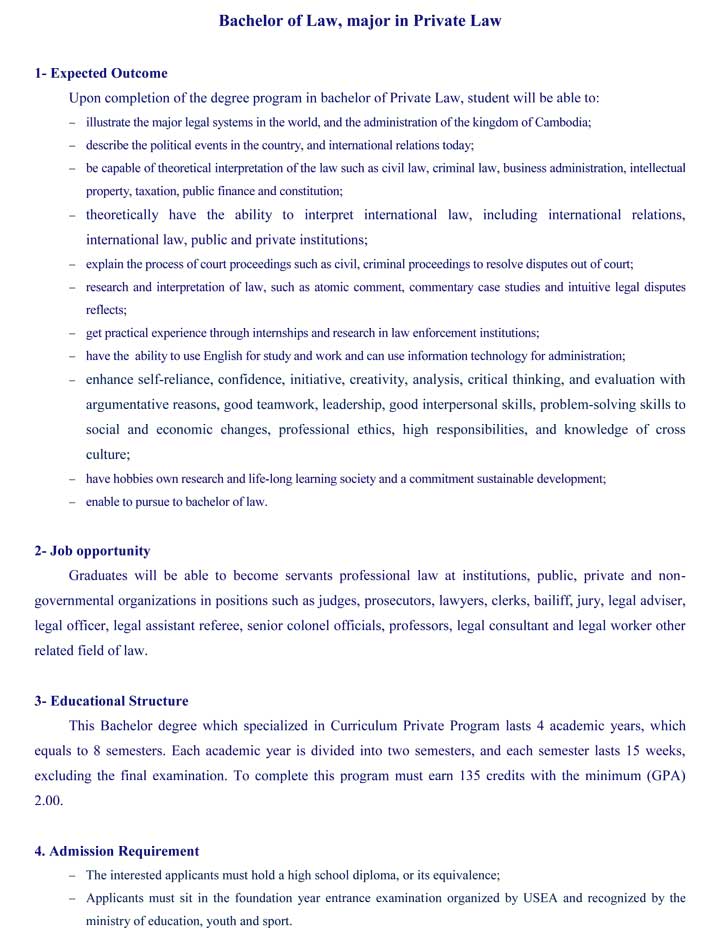 Bachelor of Law, major in Private Law
1- Expected Outcome
Upon completion of the degree program in bachelor of Private Law, student will be able to:
– illustrate the major legal systems in the world, and the administration of the kingdom of Cambodia;
– describe the political events in the country, and international relations today;
– be capable of theoretical interpretation of the law such as civil law, criminal law, business administration, intellectual
property, taxation, public finance and constitution;
– theoretically have the ability to interpret international law, including international relations,
international law, public and private institutions;
– explain the process of court proceedings such as civil, criminal proceedings to resolve disputes out of court;
– research and interpretation of law, such as atomic comment, commentary case studies and intuitive legal disputes
reflects;
– get practical experience through internships and research in law enforcement institutions;
– have the ability to use English for study and work and can use information technology for administration;
– enhance self-reliance, confidence, initiative, creativity, analysis, critical thinking, and evaluation with
argumentative reasons, good teamwork, leadership, good interpersonal skills, problem-solving skills to
social and economic changes, professional ethics, high responsibilities, and knowledge of cross
culture;
– have hobbies own research and life-long learning society and a commitment sustainable development;
– enable to pursue to bachelor of law.
2- Job opportunity
Graduates will be able to become servants professional law at institutions, public, private and non-
governmental organizations in positions such as judges, prosecutors, lawyers, clerks, bailiff, jury, legal adviser,
legal officer, legal assistant referee, senior colonel officials, professors, legal consultant and legal worker other
related field of law.
3- Educational Structure
This Bachelor degree which specialized in Curriculum Private Program lasts 4 academic years, which
equals to 8 semesters. Each academic year is divided into two semesters, and each semester lasts 15 weeks,
excluding the final examination. To complete this program must earn 135 credits with the minimum (GPA)
2.00.
4. Admission Requirement
– The interested applicants must hold a high school diploma, or its equivalence;
– Applicants must sit in the foundation year entrance examination organized by USEA and recognized by the
ministry of education, youth and sport.